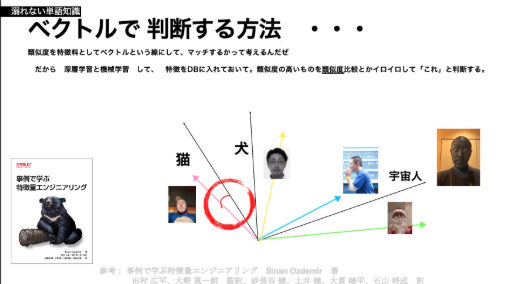 溺れない単語知識
ベクトルで 判断する方法 ・・・
類似度を特徴料としてベクトルという線にして、マッチするかって考えるんだぜ
だから 深層学習と機械学習 して、 特徴をDBに入れておいて。類似度の高いものを類似度比較とかイロイロして「これ」と判断する。
猫
犬
宇宙人
事例で学ぶ
特徴量エンジニアリング
参考： 事例で学ぶ特徴量エンジニアリング Sinan Ozdemir 著
田村 広平、大野 真一朗 監訳、砂長谷 健、土井 健、大貫 峻平、石山 将成 訳